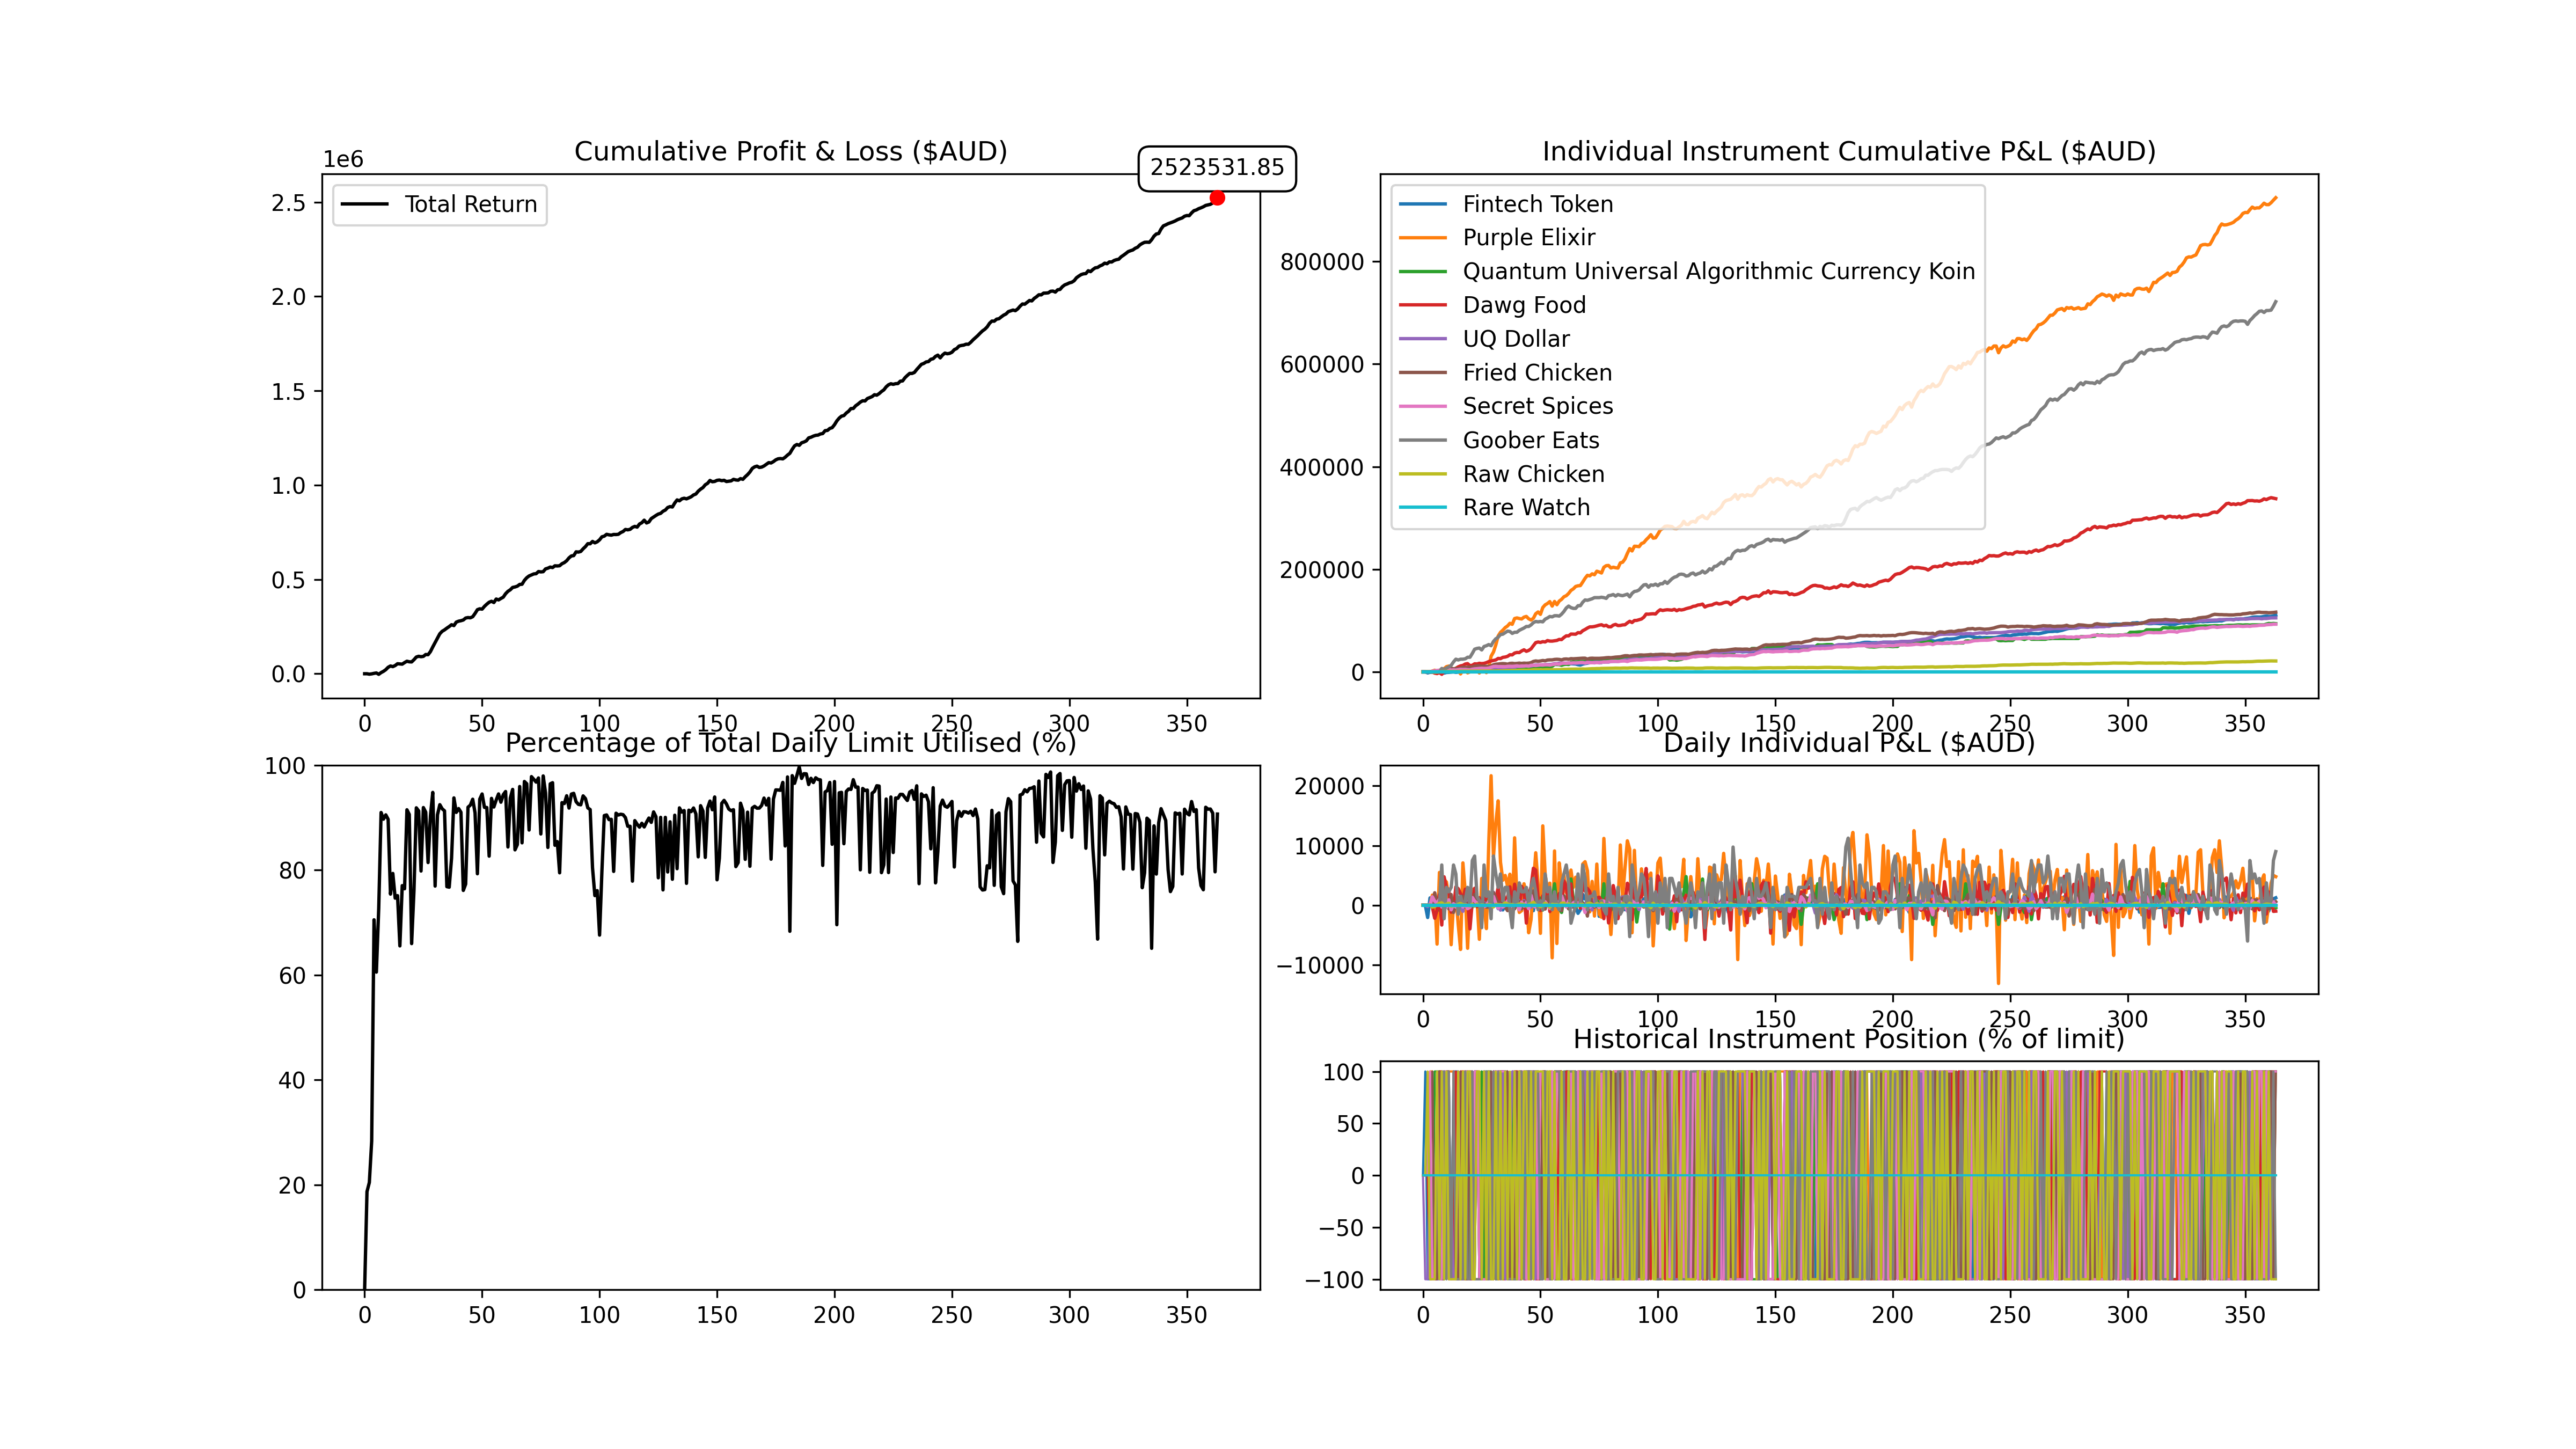 Cumulative Profit & Loss ($AUD)
1e6
2523531.85
Total Return
2.5
2.0
1.5
1.0
0.5
0.0
0 50 100 150 200 250 300 350
Individual Instrument Cumulative P&L ($AUD)
Fintech Token
Purple Elixir
Quantum Universal Algorithmic Currency Koin
Dawg Food
UQ Dollar
Fried Chicken
Secret Spices
Goober Eats
Raw Chicken
Rare Watch
800000
600000
400000
200000
0
0 50 100 150 200 250 300 350
Percentage of Total Daily Limit Utilised (%)
100
80
60
40
20
0
0 50 100 150 200 250 300 350
Daily Individual P&L ($AUD)
20000
10000
0
−10000
0 50 100 150 200 250 300 350
Historical Instrument Position (% of limit)
100
50
0
−50
−100
0 50 100 150 200 250 300 350